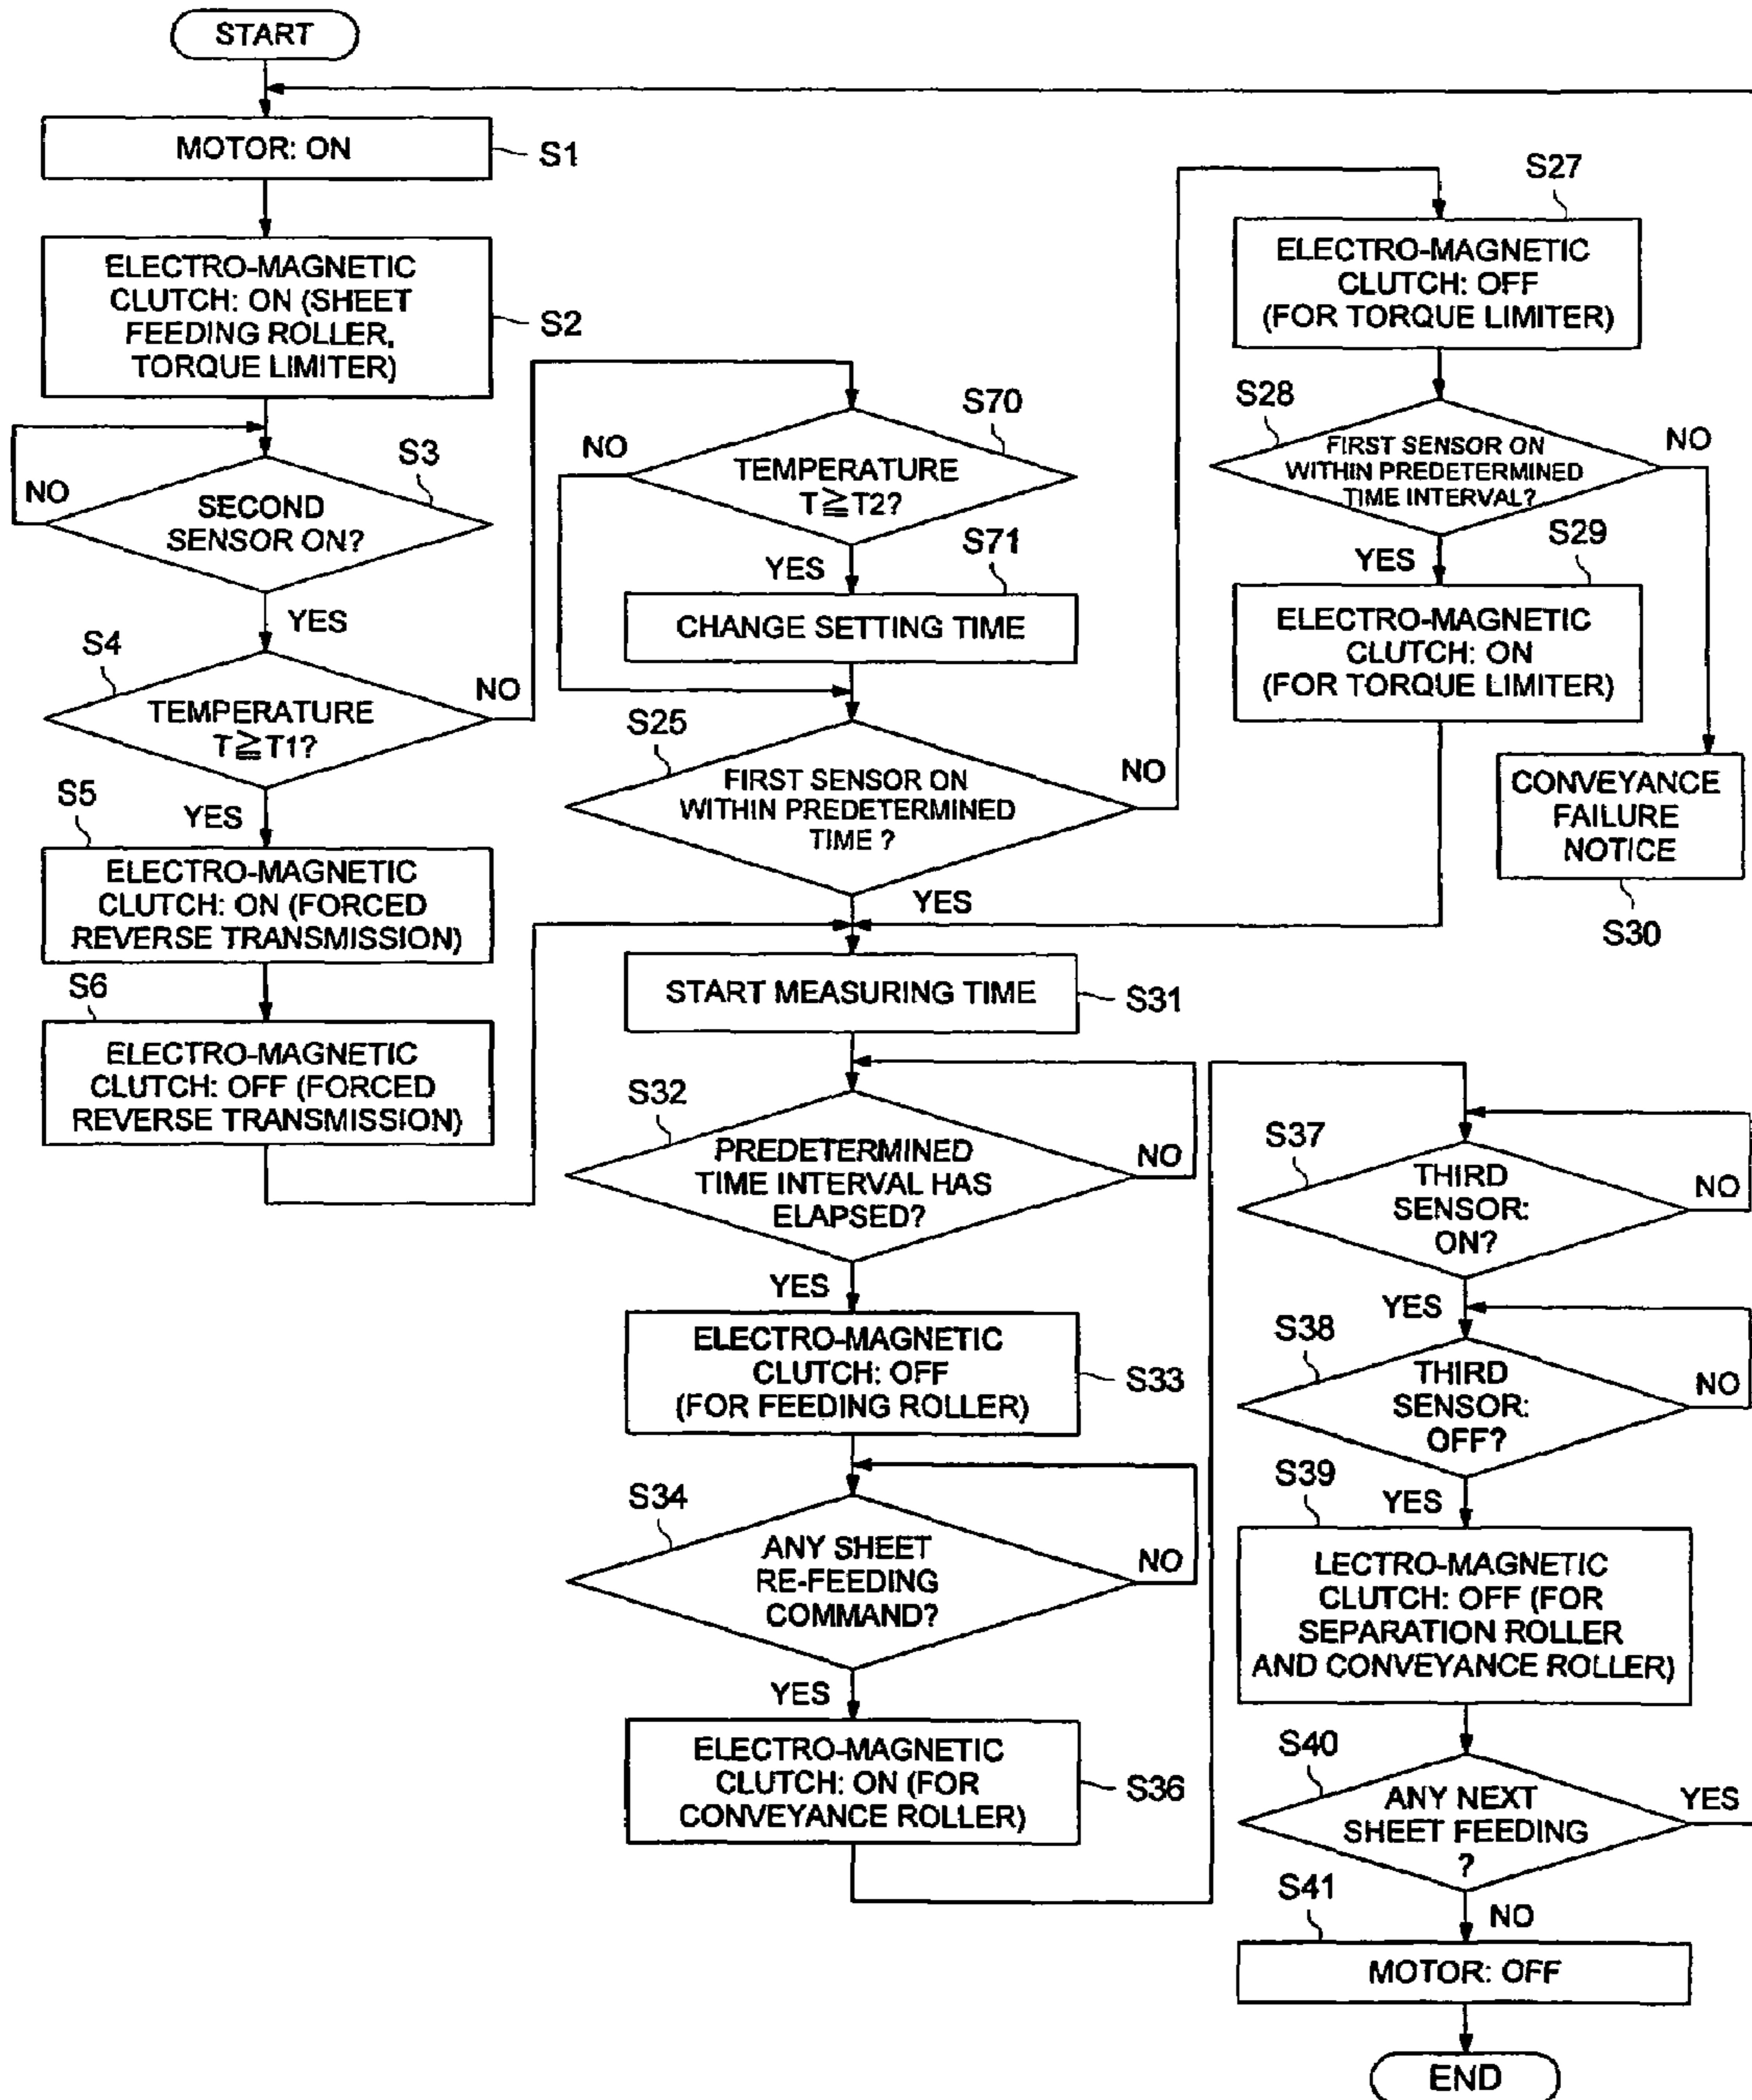 START
MOTOR: ON
S1
ELECTRO-MAGNETIC
CLUTCH: ON (SHEET
FEEDING ROLLER,
TORQUE LIMITER)
S2
S3
NO
SECOND
SENSOR ON?
YES
S4
NO
TEMPERATURE
T≧T1?
YES
S5
ELECTRO-MAGNETIC
CLUTCH: ON (FORCED
REVERSE TRANSMISSION)
S6
ELECTRO-MAGNETIC
CLUTCH: OFF (FORCED
REVERSE TRANSMISSION)
S70
NO
TEMPERATURE
T≧T2?
S71
YES
CHANGE SETTING TIME
S25
NO
FIRST SENSOR ON
WITHIN PREDETERMINED
TIME ?
YES
START MEASURING TIME
S31
S32
NO
PREDETERMINED
TIME INTERVAL HAS
ELAPSED?
YES
ELECTRO-MAGNETIC
CLUTCH: OFF
(FOR FEEDING ROLLER)
S33
S34
ANY SHEET
RE-FEEDING
COMMAND?
NO
YES
ELECTRO-MAGNETIC
CLUTCH: ON (FOR
CONVEYANCE ROLLER)
S36
S27
ELECTRO-MAGNETIC
CLUTCH: OFF
(FOR TORQUE LIMITER)
S28
NO
FIRST SENSOR ON
WITHIN PREDETERMINED
TIME INTERVAL?
YES
S29
ELECTRO-MAGNETIC
CLUTCH: ON
(FOR TORQUE LIMITER)
CONVEYANCE
FAILURE
NOTICE
S30
S37
THIRD
SENSOR:
ON?
NO
YES
S38
THIRD
SENSOR:
OFF?
NO
YES
S39
LECTRO-MAGNETIC
CLUTCH: OFF (FOR
SEPARATION ROLLER
AND CONVEYANCE ROLLER)
S40
ANY NEXT
SHEET FEEDING
?
YES
NO
S41
MOTOR: OFF
END